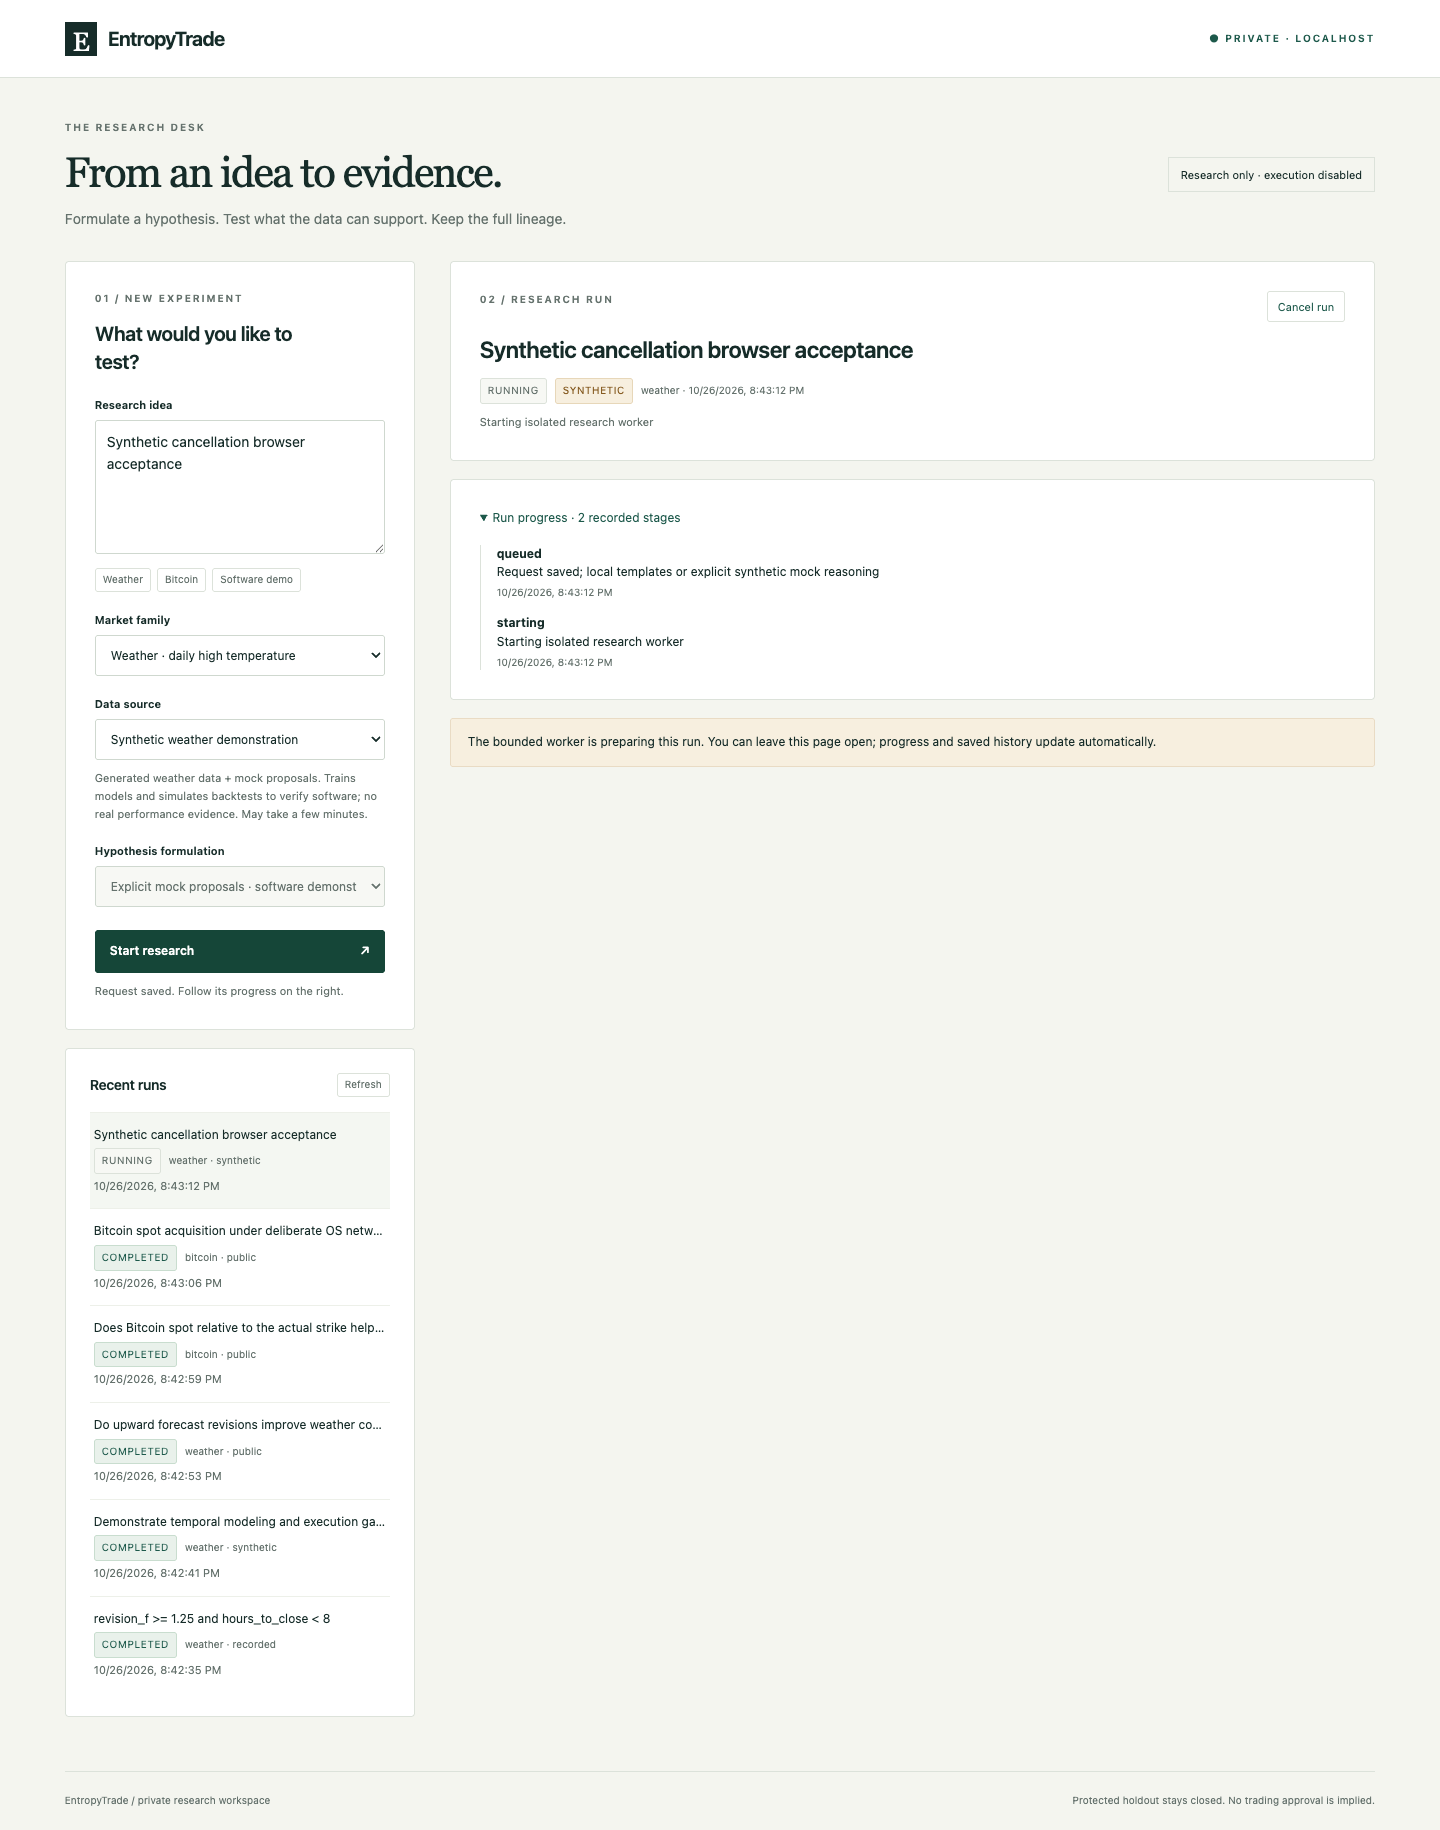 E
EntropyTrade
PRIVATE · LOCALHOST
THE RESEARCH DESK
From an idea to evidence.
Research only · execution disabled
Formulate a hypothesis. Test what the data can support. Keep the full lineage.
01 / NEW EXPERIMENT
What would you like to
test?
Research idea
Synthetic cancellation browser
acceptance
Weather
Bitcoin
Software demo
Market family
Weather · daily high temperature
Data source
Synthetic weather demonstration
Generated weather data + mock proposals. Trains
models and simulates backtests to verify software; no
real performance evidence. May take a few minutes.
Hypothesis formulation
Explicit mock proposals · software demonst
Start research ↗
Request saved. Follow its progress on the right.
02 / RESEARCH RUN
Cancel run
Synthetic cancellation browser acceptance
RUNNING SYNTHETIC weather · 10/26/2026, 8:43:12 PM
Starting isolated research worker
▼ Run progress · 2 recorded stages
queued
Request saved; local templates or explicit synthetic mock reasoning
10/26/2026, 8:43:12 PM
starting
Starting isolated research worker
10/26/2026, 8:43:12 PM
The bounded worker is preparing this run. You can leave this page open; progress and saved history update automatically.
Recent runs
Refresh
Synthetic cancellation browser acceptance
RUNNING weather · synthetic
10/26/2026, 8:43:12 PM
Bitcoin spot acquisition under deliberate OS netw...
COMPLETED bitcoin · public
10/26/2026, 8:43:06 PM
Does Bitcoin spot relative to the actual strike help...
COMPLETED bitcoin · public
10/26/2026, 8:42:59 PM
Do upward forecast revisions improve weather co...
COMPLETED weather · public
10/26/2026, 8:42:53 PM
Demonstrate temporal modeling and execution ga...
COMPLETED weather · synthetic
10/26/2026, 8:42:41 PM
revision_f >= 1.25 and hours_to_close < 8
COMPLETED weather · recorded
10/26/2026, 8:42:35 PM
EntropyTrade / private research workspace
Protected holdout stays closed. No trading approval is implied.